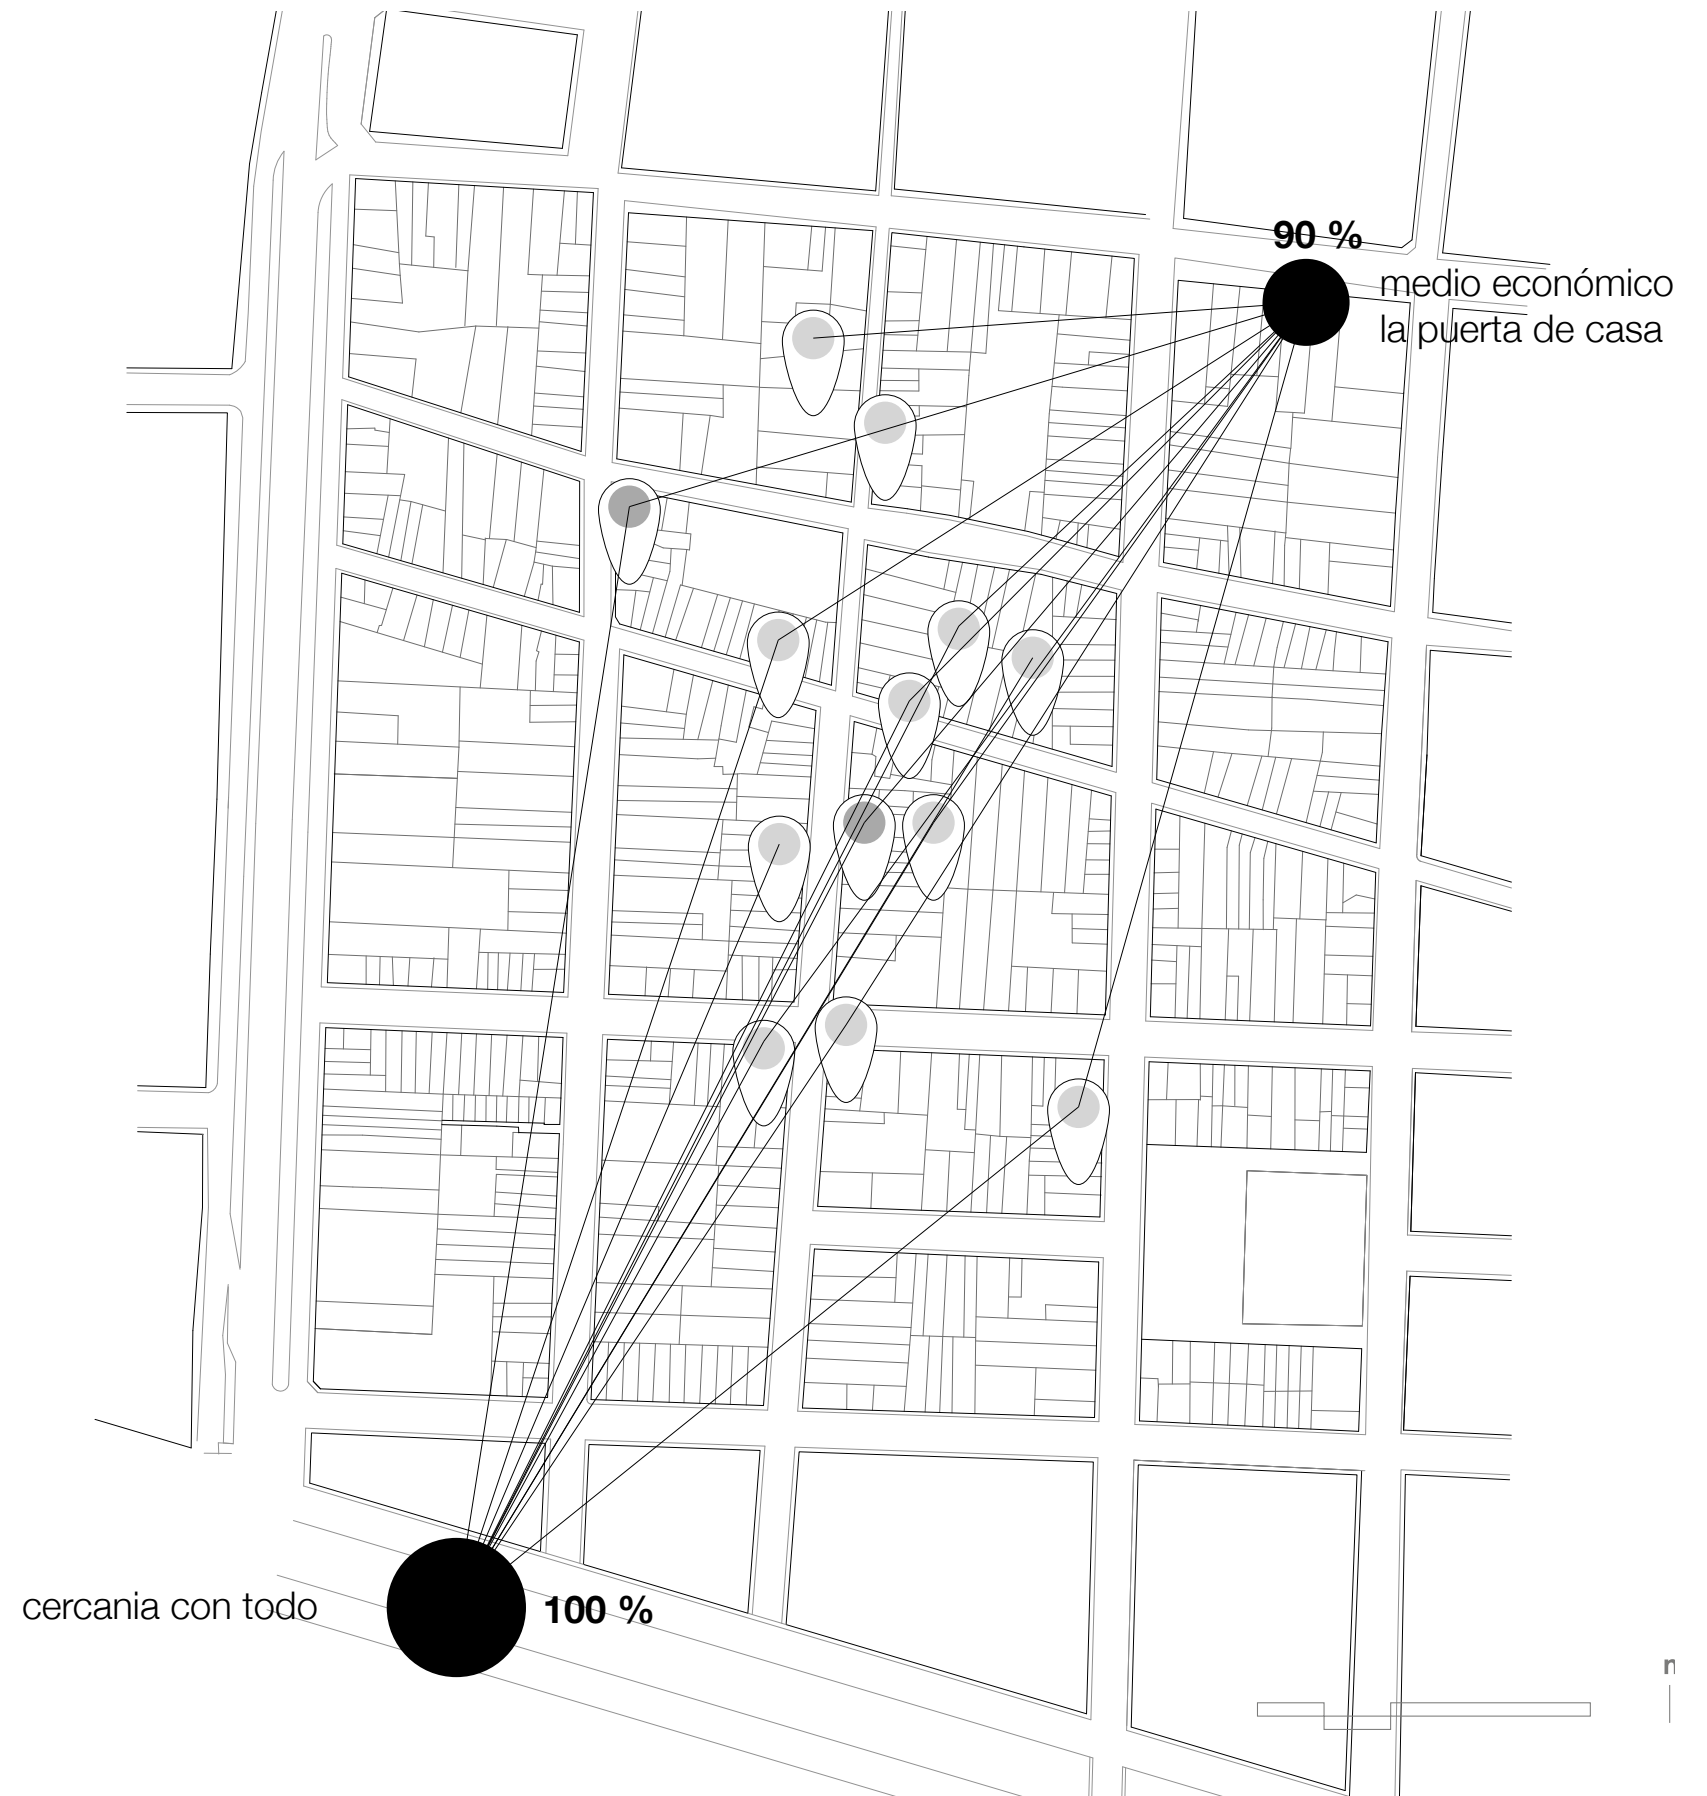 90 %
medio económico
la puerta de casa
cercania con todo
100 %